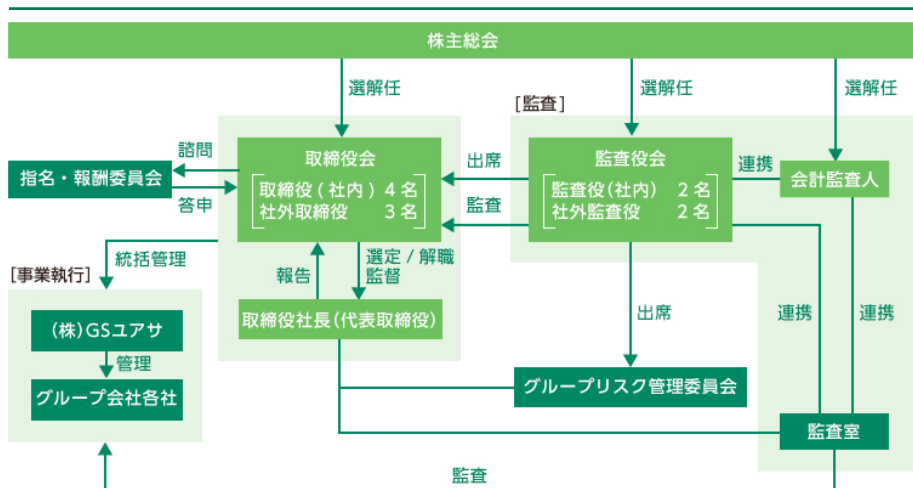 株主総会
選解任
選解任
選解任
[監査]
取締役会
取締役(社内) 4名
社外取締役 3名
監査役会
監査役(社内) 2名
社外監査役 2名
会計監査人
指名・報酬委員会
諮問
答申
出席
監査
連携
統括管理
報告
選定/解職
監督
[事業執行]
(株)GSユアサ
管理
グループ会社各社
取締役社長(代表取締役)
出席
連携
連携
グループリスク管理委員会
監査室
監査